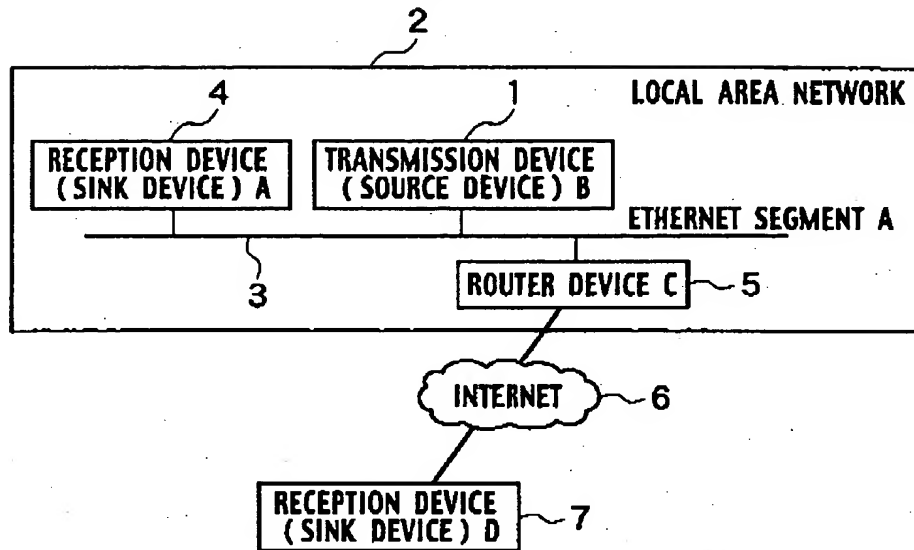 2
LOCAL AREA NETWORK
4
1
RECEPTION DEVICE
(SINK DEVICE) A
TRANSMISSION DEVICE
(SOURCE DEVICE) B
ETHERNET SEGMENT A
3
ROUTER DEVICE C
5
INTERNET
6
RECEPTION DEVICE
(SINK DEVICE) D
7